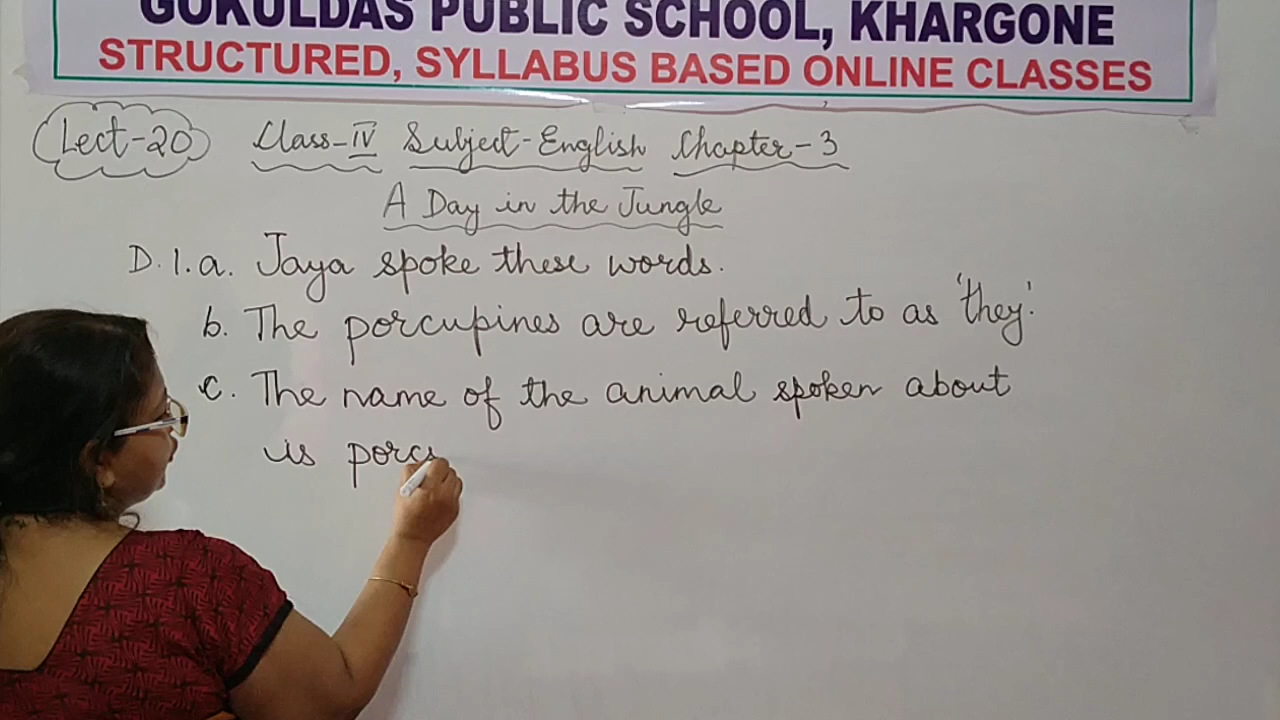 GOKULDAS PUBLIC SCHOOL, KHARGONE
STRUCTURED, SYLLABUS BASED ONLINE CLASSES
Lect-20 Class-IV Subject-English Chapter-3
A Day in the Jungle
D.1.a. Jaya spoke these words.
b. The porcupines are referred to as 'they'.
c. The name of the animal spoken about
is porcu